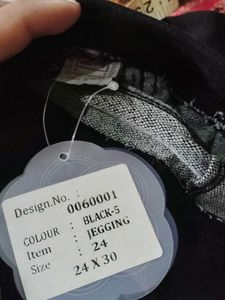 Design.No. : 0060001
COLOUR : BLACK-5
Item : JEGGING
Size : 24
24 X 30